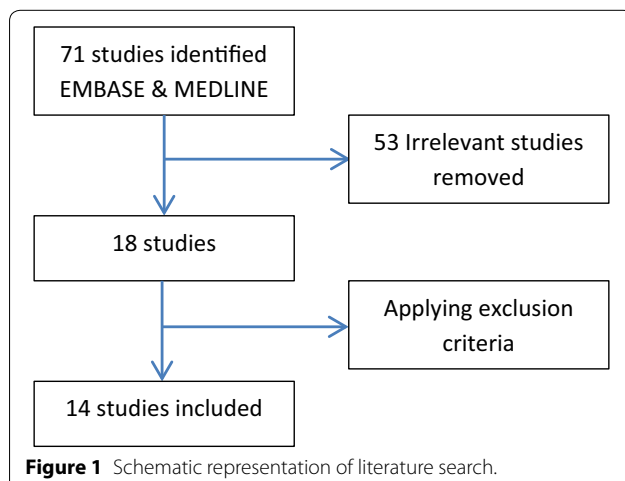 71 studies identified
EMBASE & MEDLINE
53 Irrelevant studies
removed
18 studies
Applying exclusion
criteria
14 studies included
Figure 1 Schematic representation of literature search.